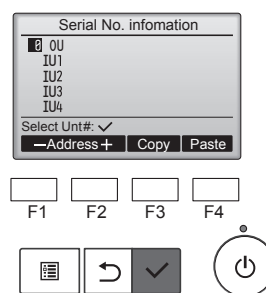 Serial No. infomation
0 OU
IU1
IU2
IU3
IU4
Select Unt#: ✓
−Address+ Copy Paste
F1 F2 F3 F4